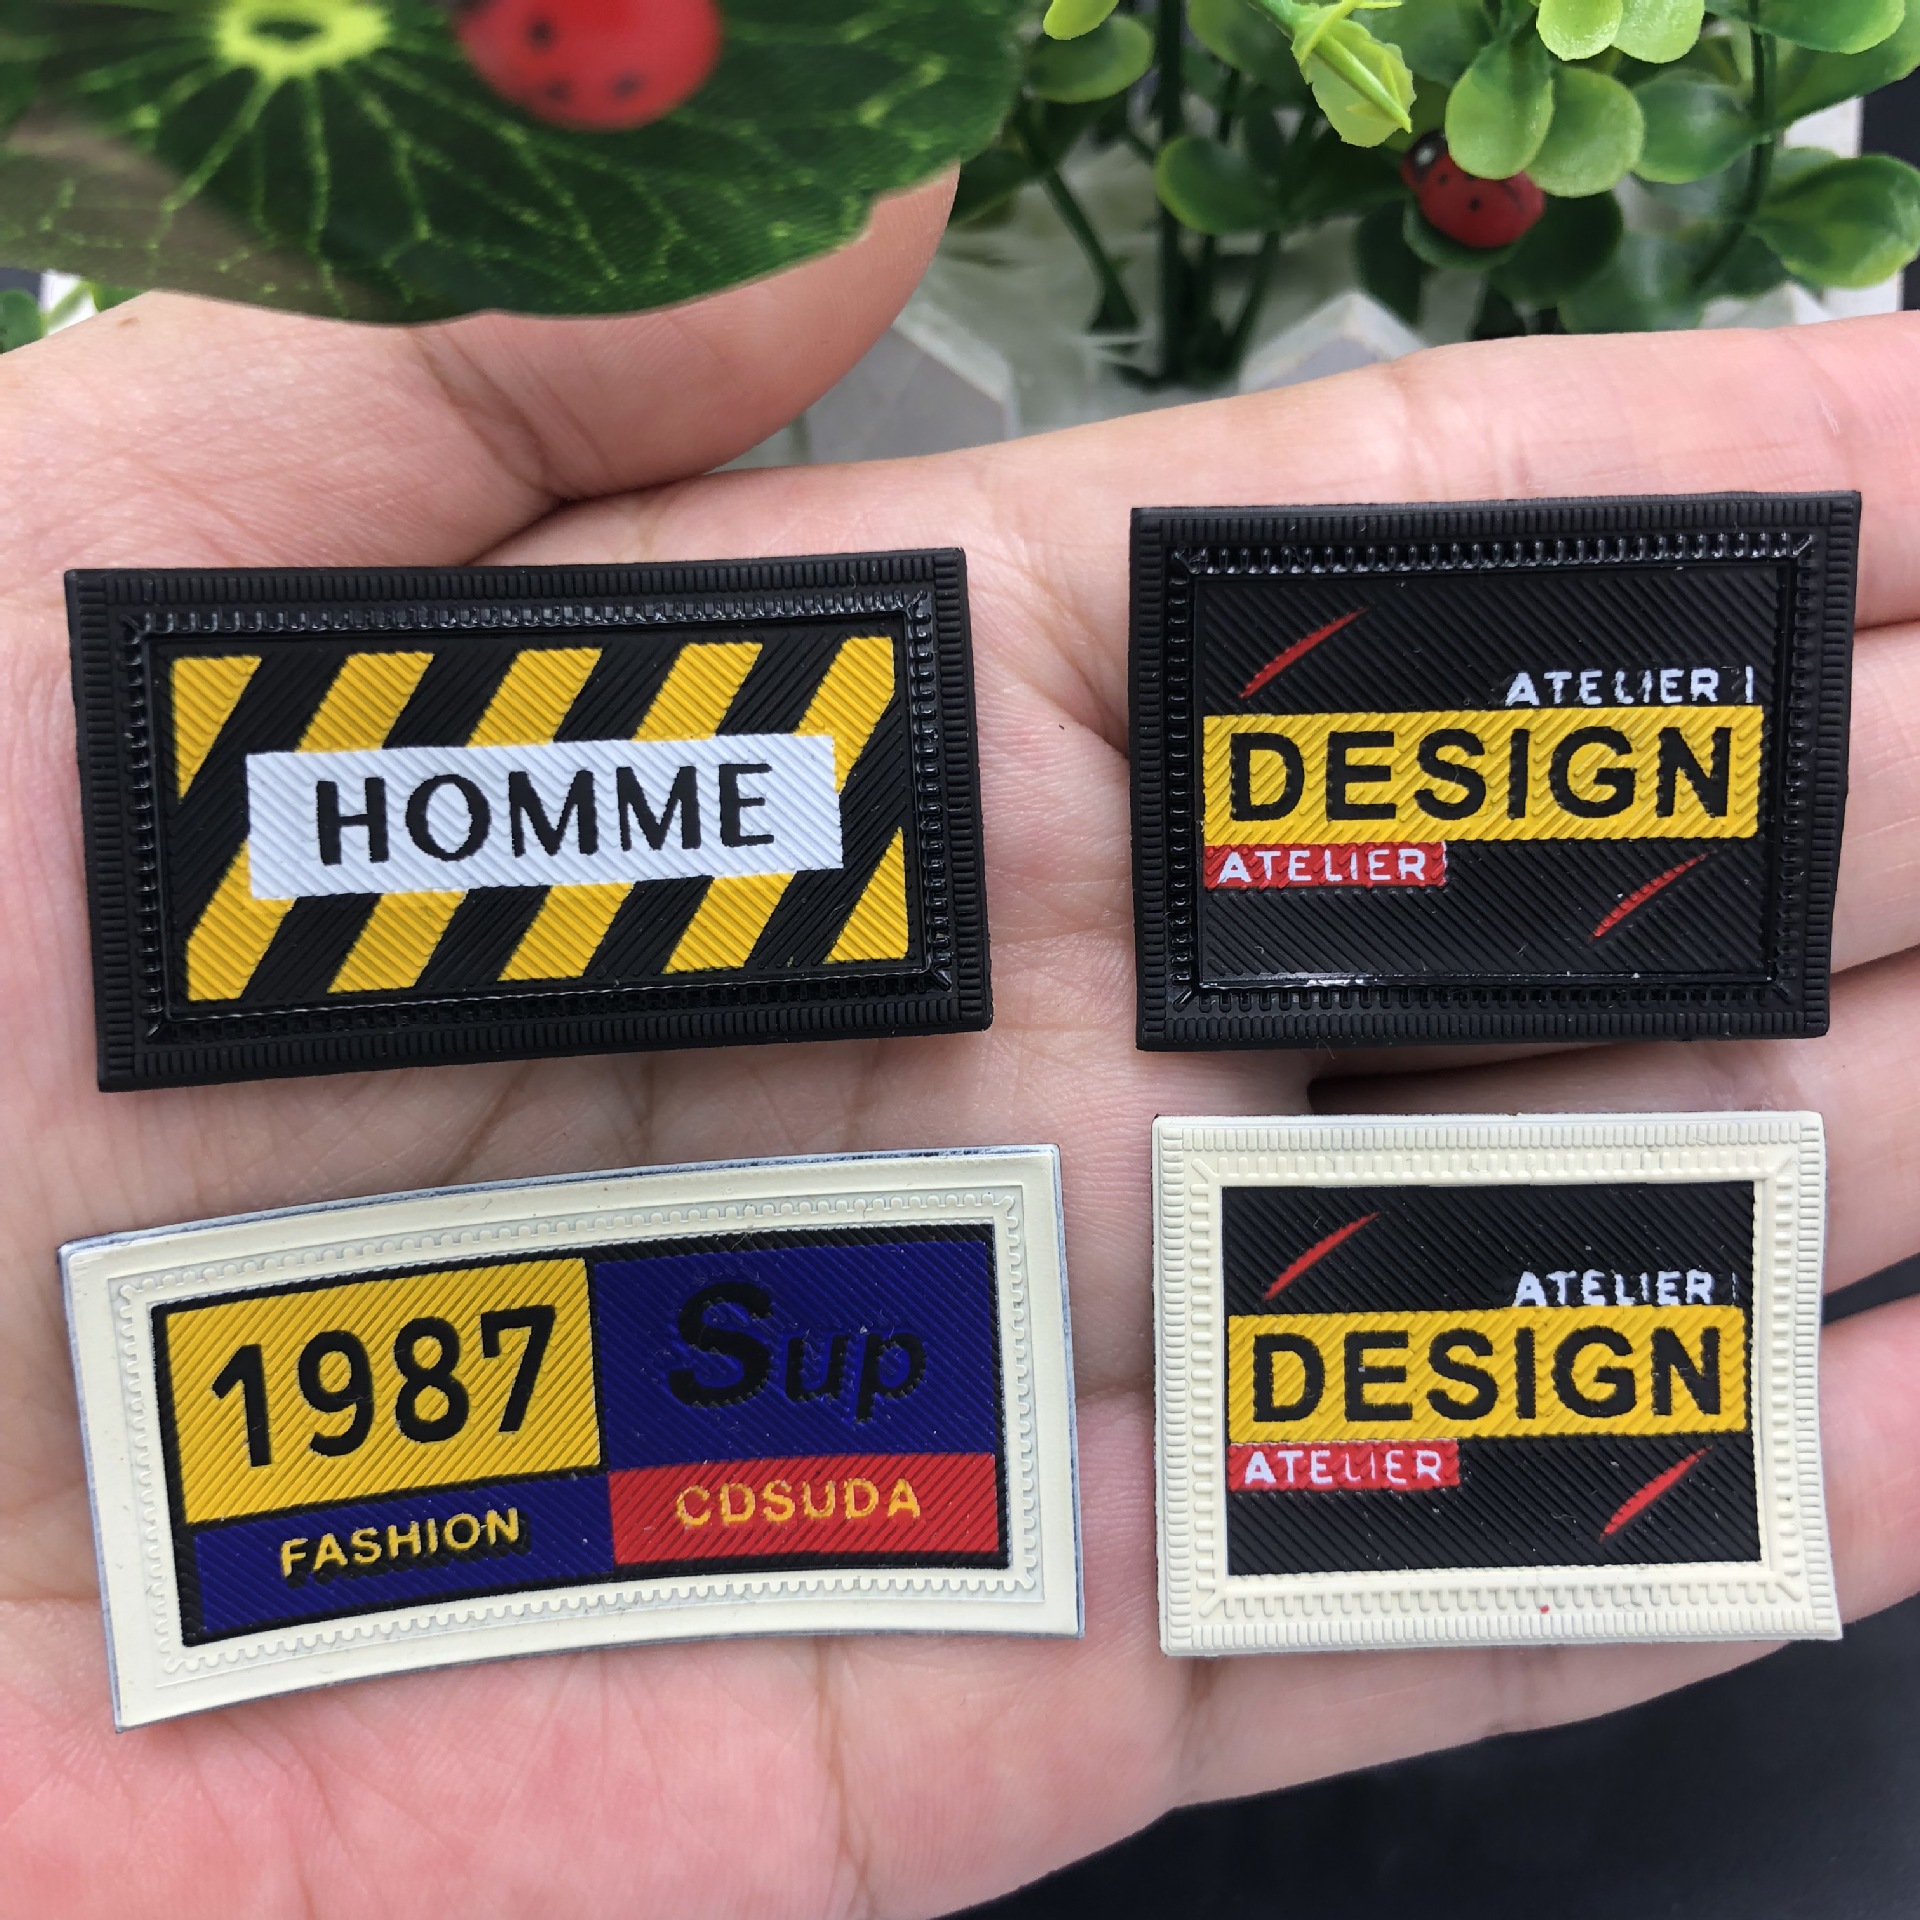 HOMME
ATELIER |
DESIGN
ATELIER
1987
Sup
FASHION
CDSUDA
ATELIER |
DESIGN
ATELIER